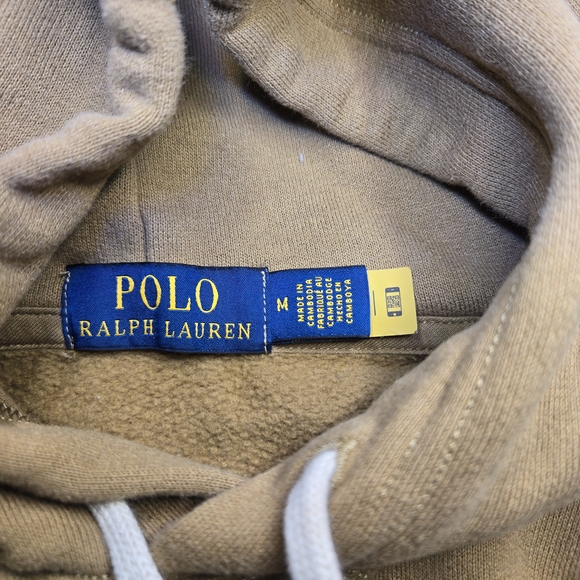 POLO
RALPH LAUREN
M
MADE IN
CAMBODIA
FABRIQUÉ AU
CAMBODGE
HECHO EN
CAMBOYA